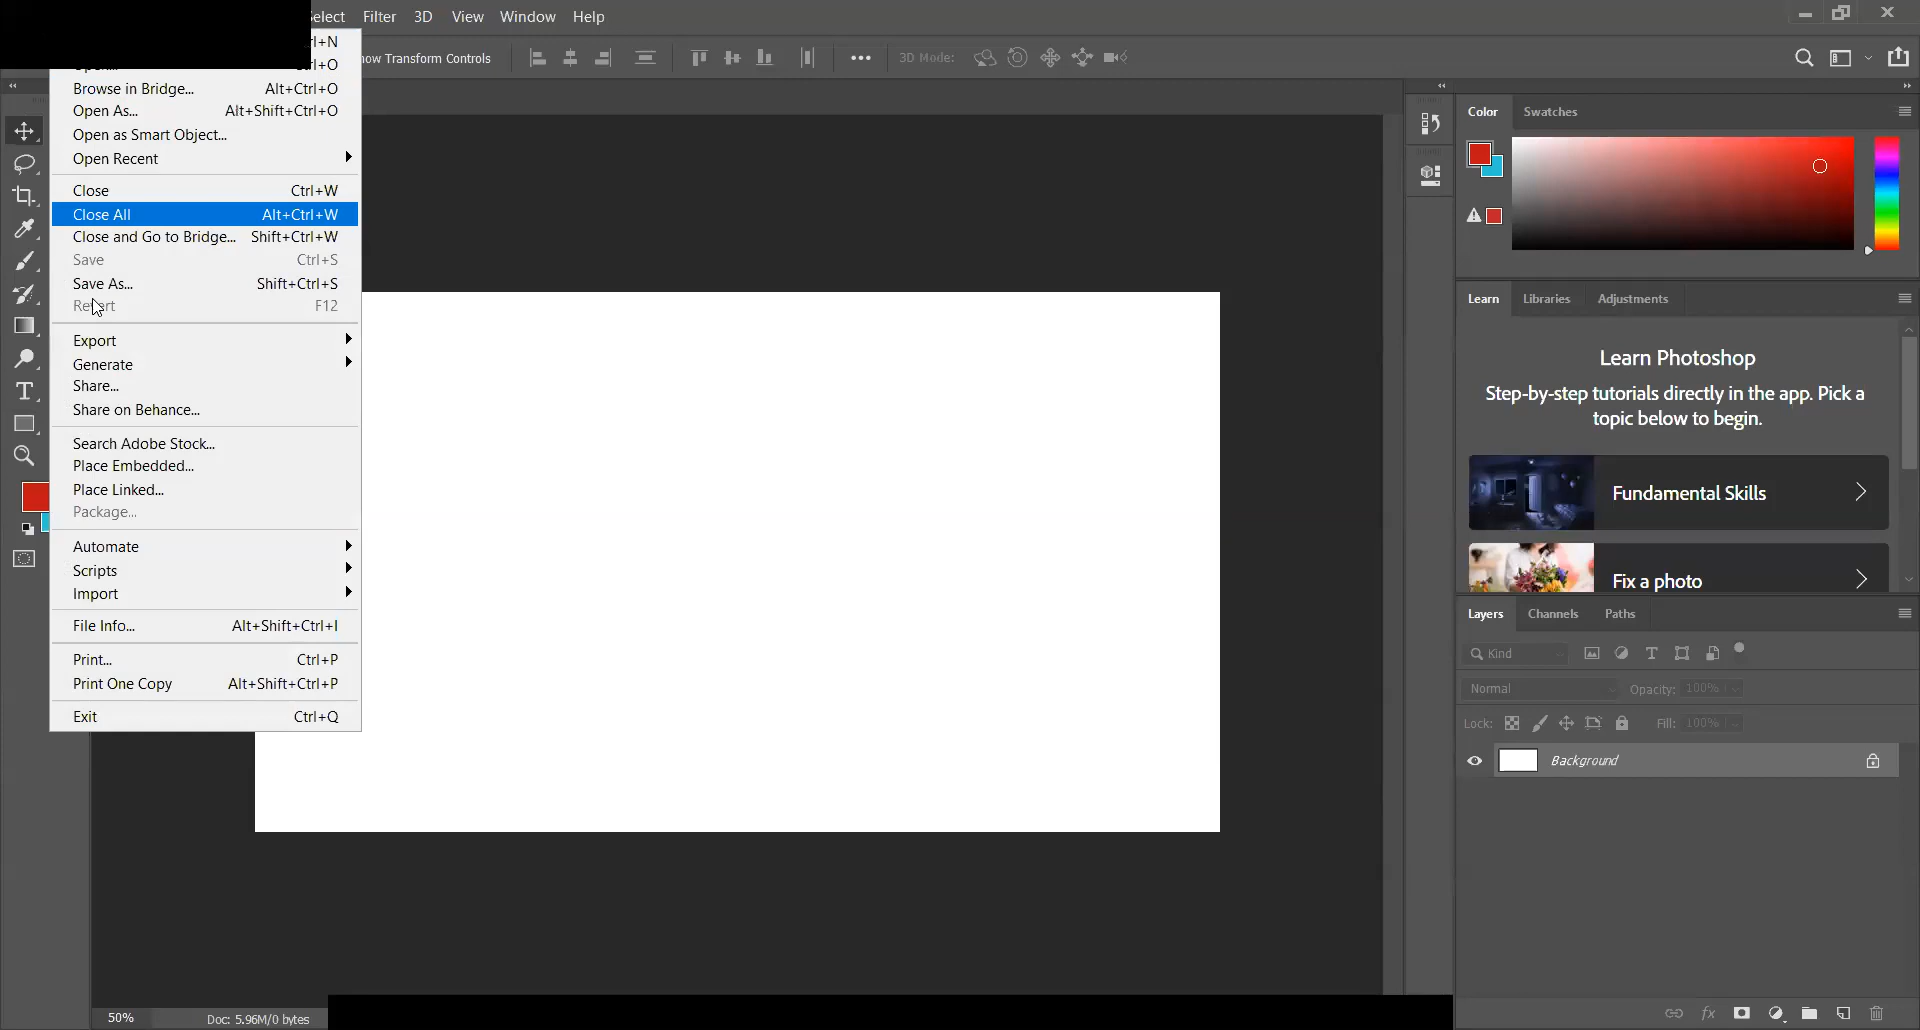 Select Filter 3D View Window Help
Show Transform Controls
3D Mode:
Ctrl+N
Open... Ctrl+O
Browse in Bridge... Alt+Ctrl+O
Open As... Alt+Shift+Ctrl+O
Open as Smart Object...
Open Recent
Close Ctrl+W
Close All Alt+Ctrl+W
Close and Go to Bridge... Shift+Ctrl+W
Save Ctrl+S
Save As... Shift+Ctrl+S
Revert F12
Export
Generate
Share...
Share on Behance...
Search Adobe Stock...
Place Embedded...
Place Linked...
Package...
Automate
Scripts
Import
File Info... Alt+Shift+Ctrl+I
Print... Ctrl+P
Print One Copy Alt+Shift+Ctrl+P
Exit Ctrl+Q
50% Doc: 5.96M/0 bytes
Color Swatches
Learn Libraries Adjustments
Learn Photoshop
Step-by-step tutorials directly in the app. Pick a
topic below to begin.
Fundamental Skills
Fix a photo
Layers Channels Paths
Kind
Normal Opacity: 100%
Lock: Fill: 100%
Background